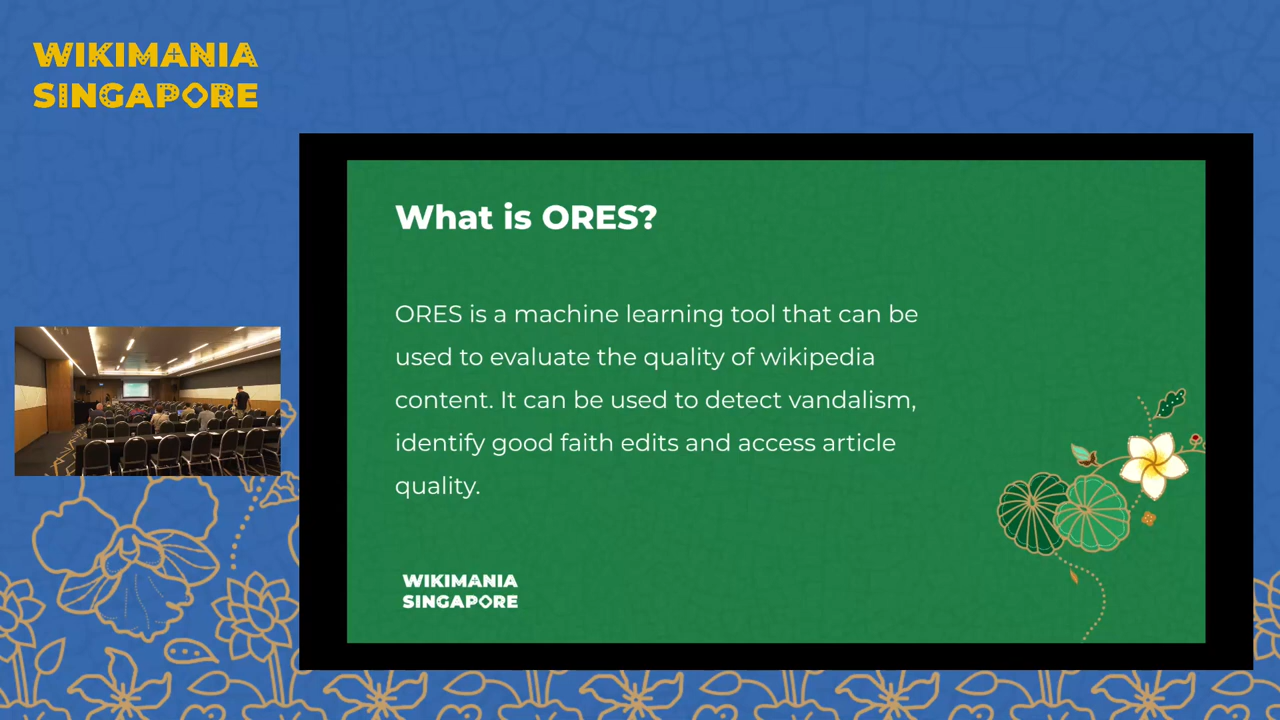 WIKIMANIA
SINGAPORE
What is ORES?
ORES is a machine learning tool that can be
used to evaluate the quality of wikipedia
content. It can be used to detect vandalism,
identify good faith edits and access article
quality.
WIKIMANIA
SINGAPORE